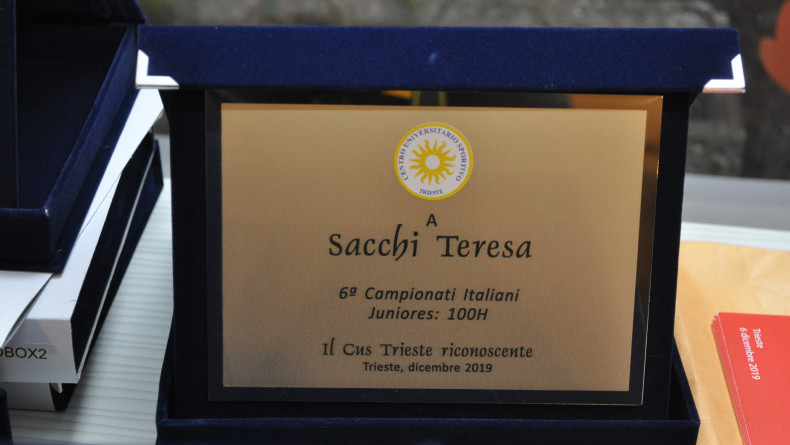 CENTRO UNIVERSITARIO SPORTIVO
TRIESTE
A
Sacchi Teresa
6ª Campionati Italiani
Juniores: 100H
Il Cus Trieste riconoscente
Trieste, dicembre 2019
OBOX2
Trieste
6 dicembre 2019